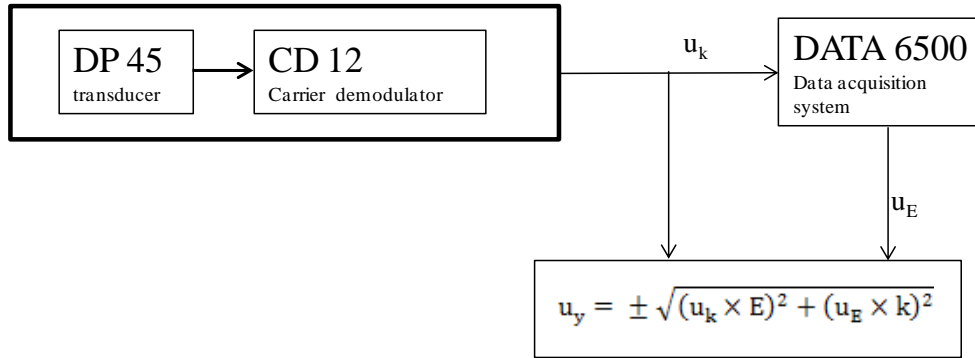 DP 45
transducer
CD 12
Carrier demodulator
u_k
DATA 6500
Data acquisition
system
u_E
u_y = ± √((u_k × E)² + (u_E × k)²)